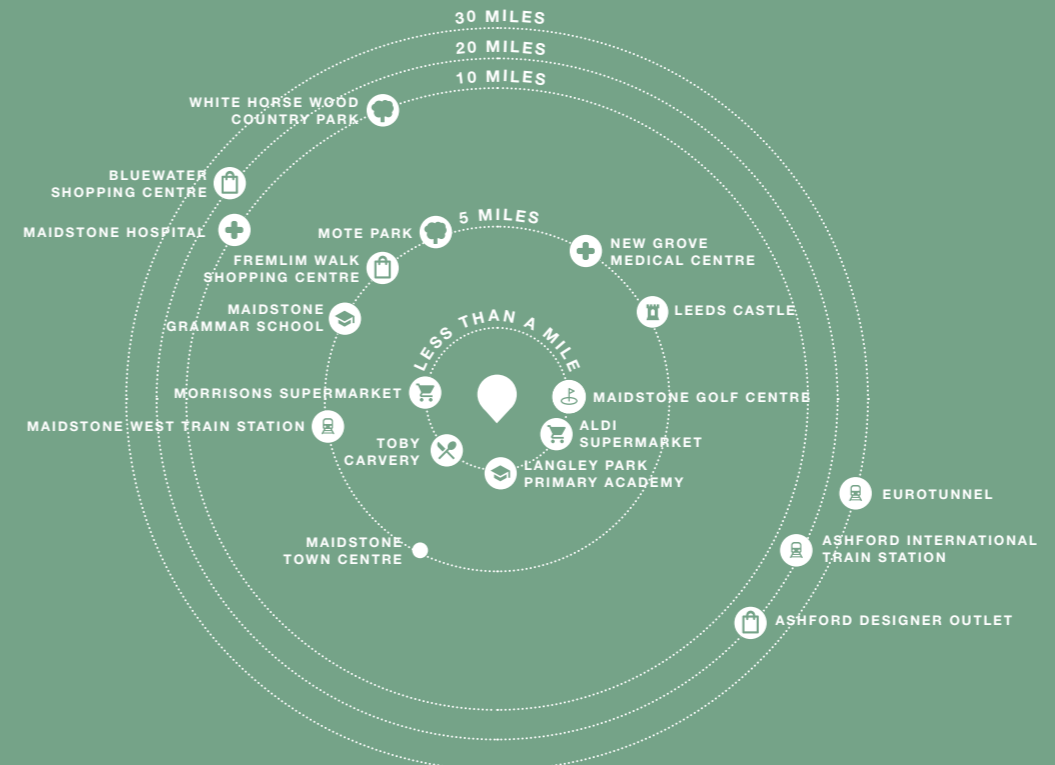 30 MILES
20 MILES
10 MILES
WHITE HORSE WOOD
COUNTRY PARK
BLUEWATER
SHOPPING CENTRE
MAIDSTONE HOSPITAL
5 MILES
MOTE PARK
NEW GROVE
MEDICAL CENTRE
FREMLIM WALK
SHOPPING CENTRE
MAIDSTONE
GRAMMAR SCHOOL
LEEDS CASTLE
LESS THAN A MILE
MORRISONS SUPERMARKET
MAIDSTONE GOLF CENTRE
MAIDSTONE WEST TRAIN STATION
ALDI
SUPERMARKET
TOBY
CARVERY
LANGLEY PARK
PRIMARY ACADEMY
EUROTUNNEL
MAIDSTONE
TOWN CENTRE
ASHFORD INTERNATIONAL
TRAIN STATION
ASHFORD DESIGNER OUTLET